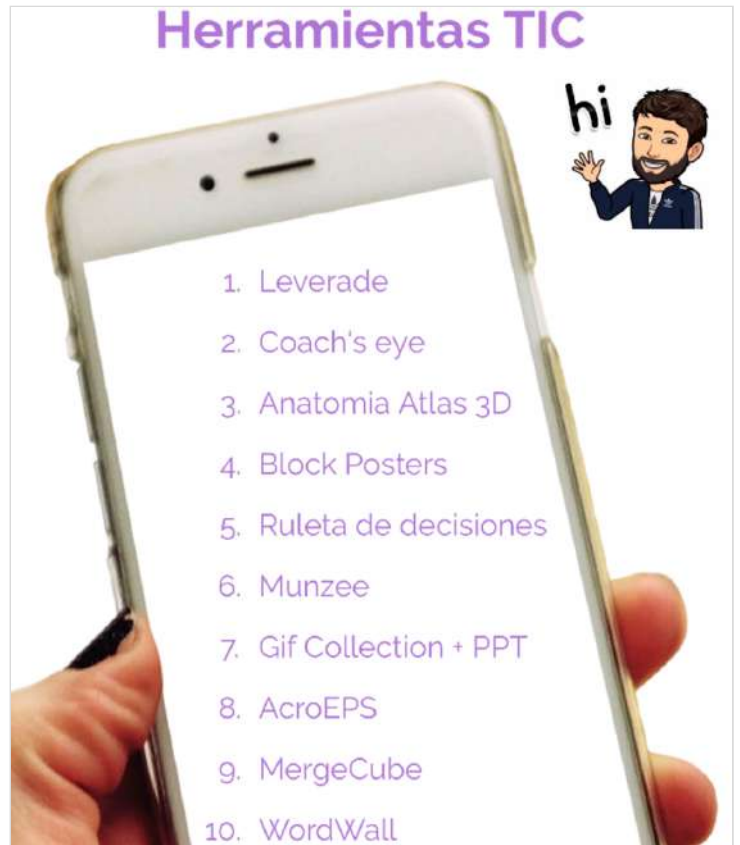 Herramientas TIC
hi
1. Leverade
2. Coach's eye
3. Anatomia Atlas 3D
4. Block Posters
5. Ruleta de decisiones
6. Munzee
7. Gif Collection + PPT
8. AcroEPS
9. MergeCube
10. WordWall